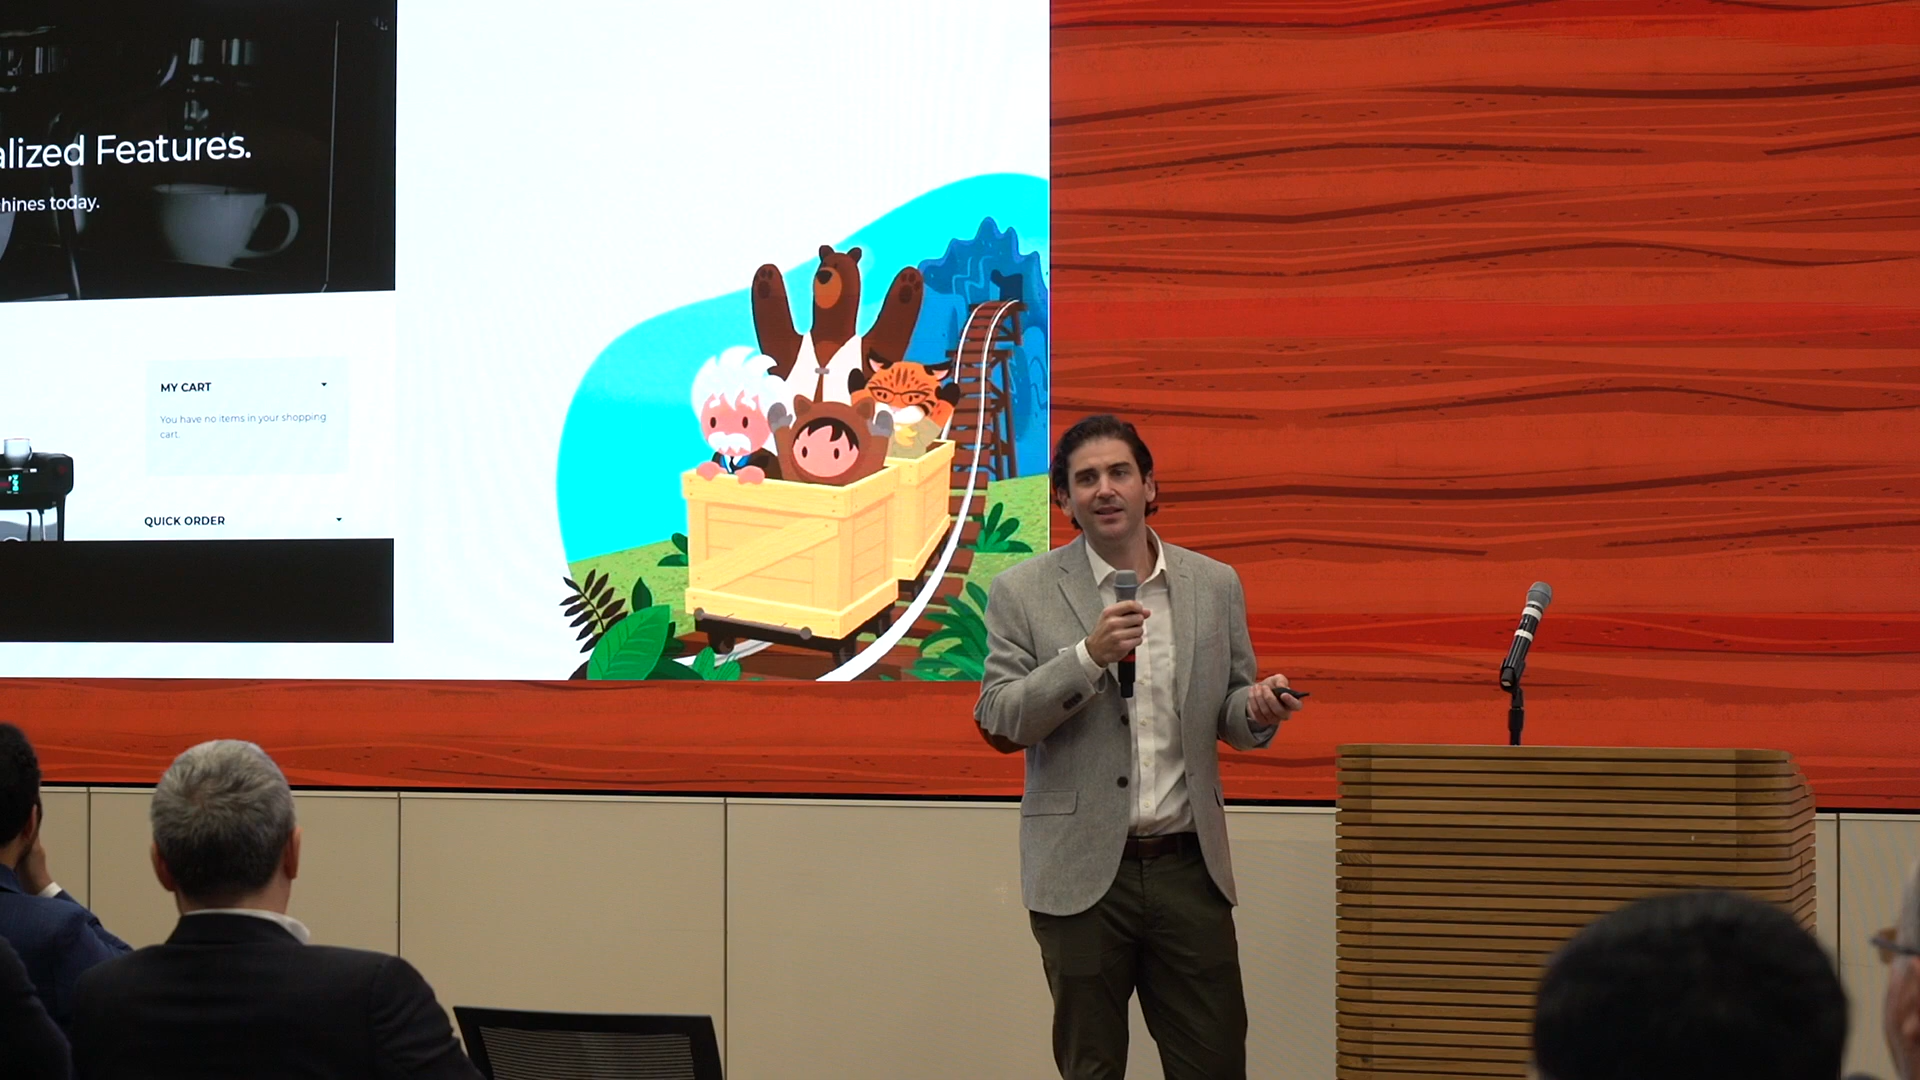 alized Features.
hines today.
MY CART
You have no items in your shopping
cart.
QUICK ORDER